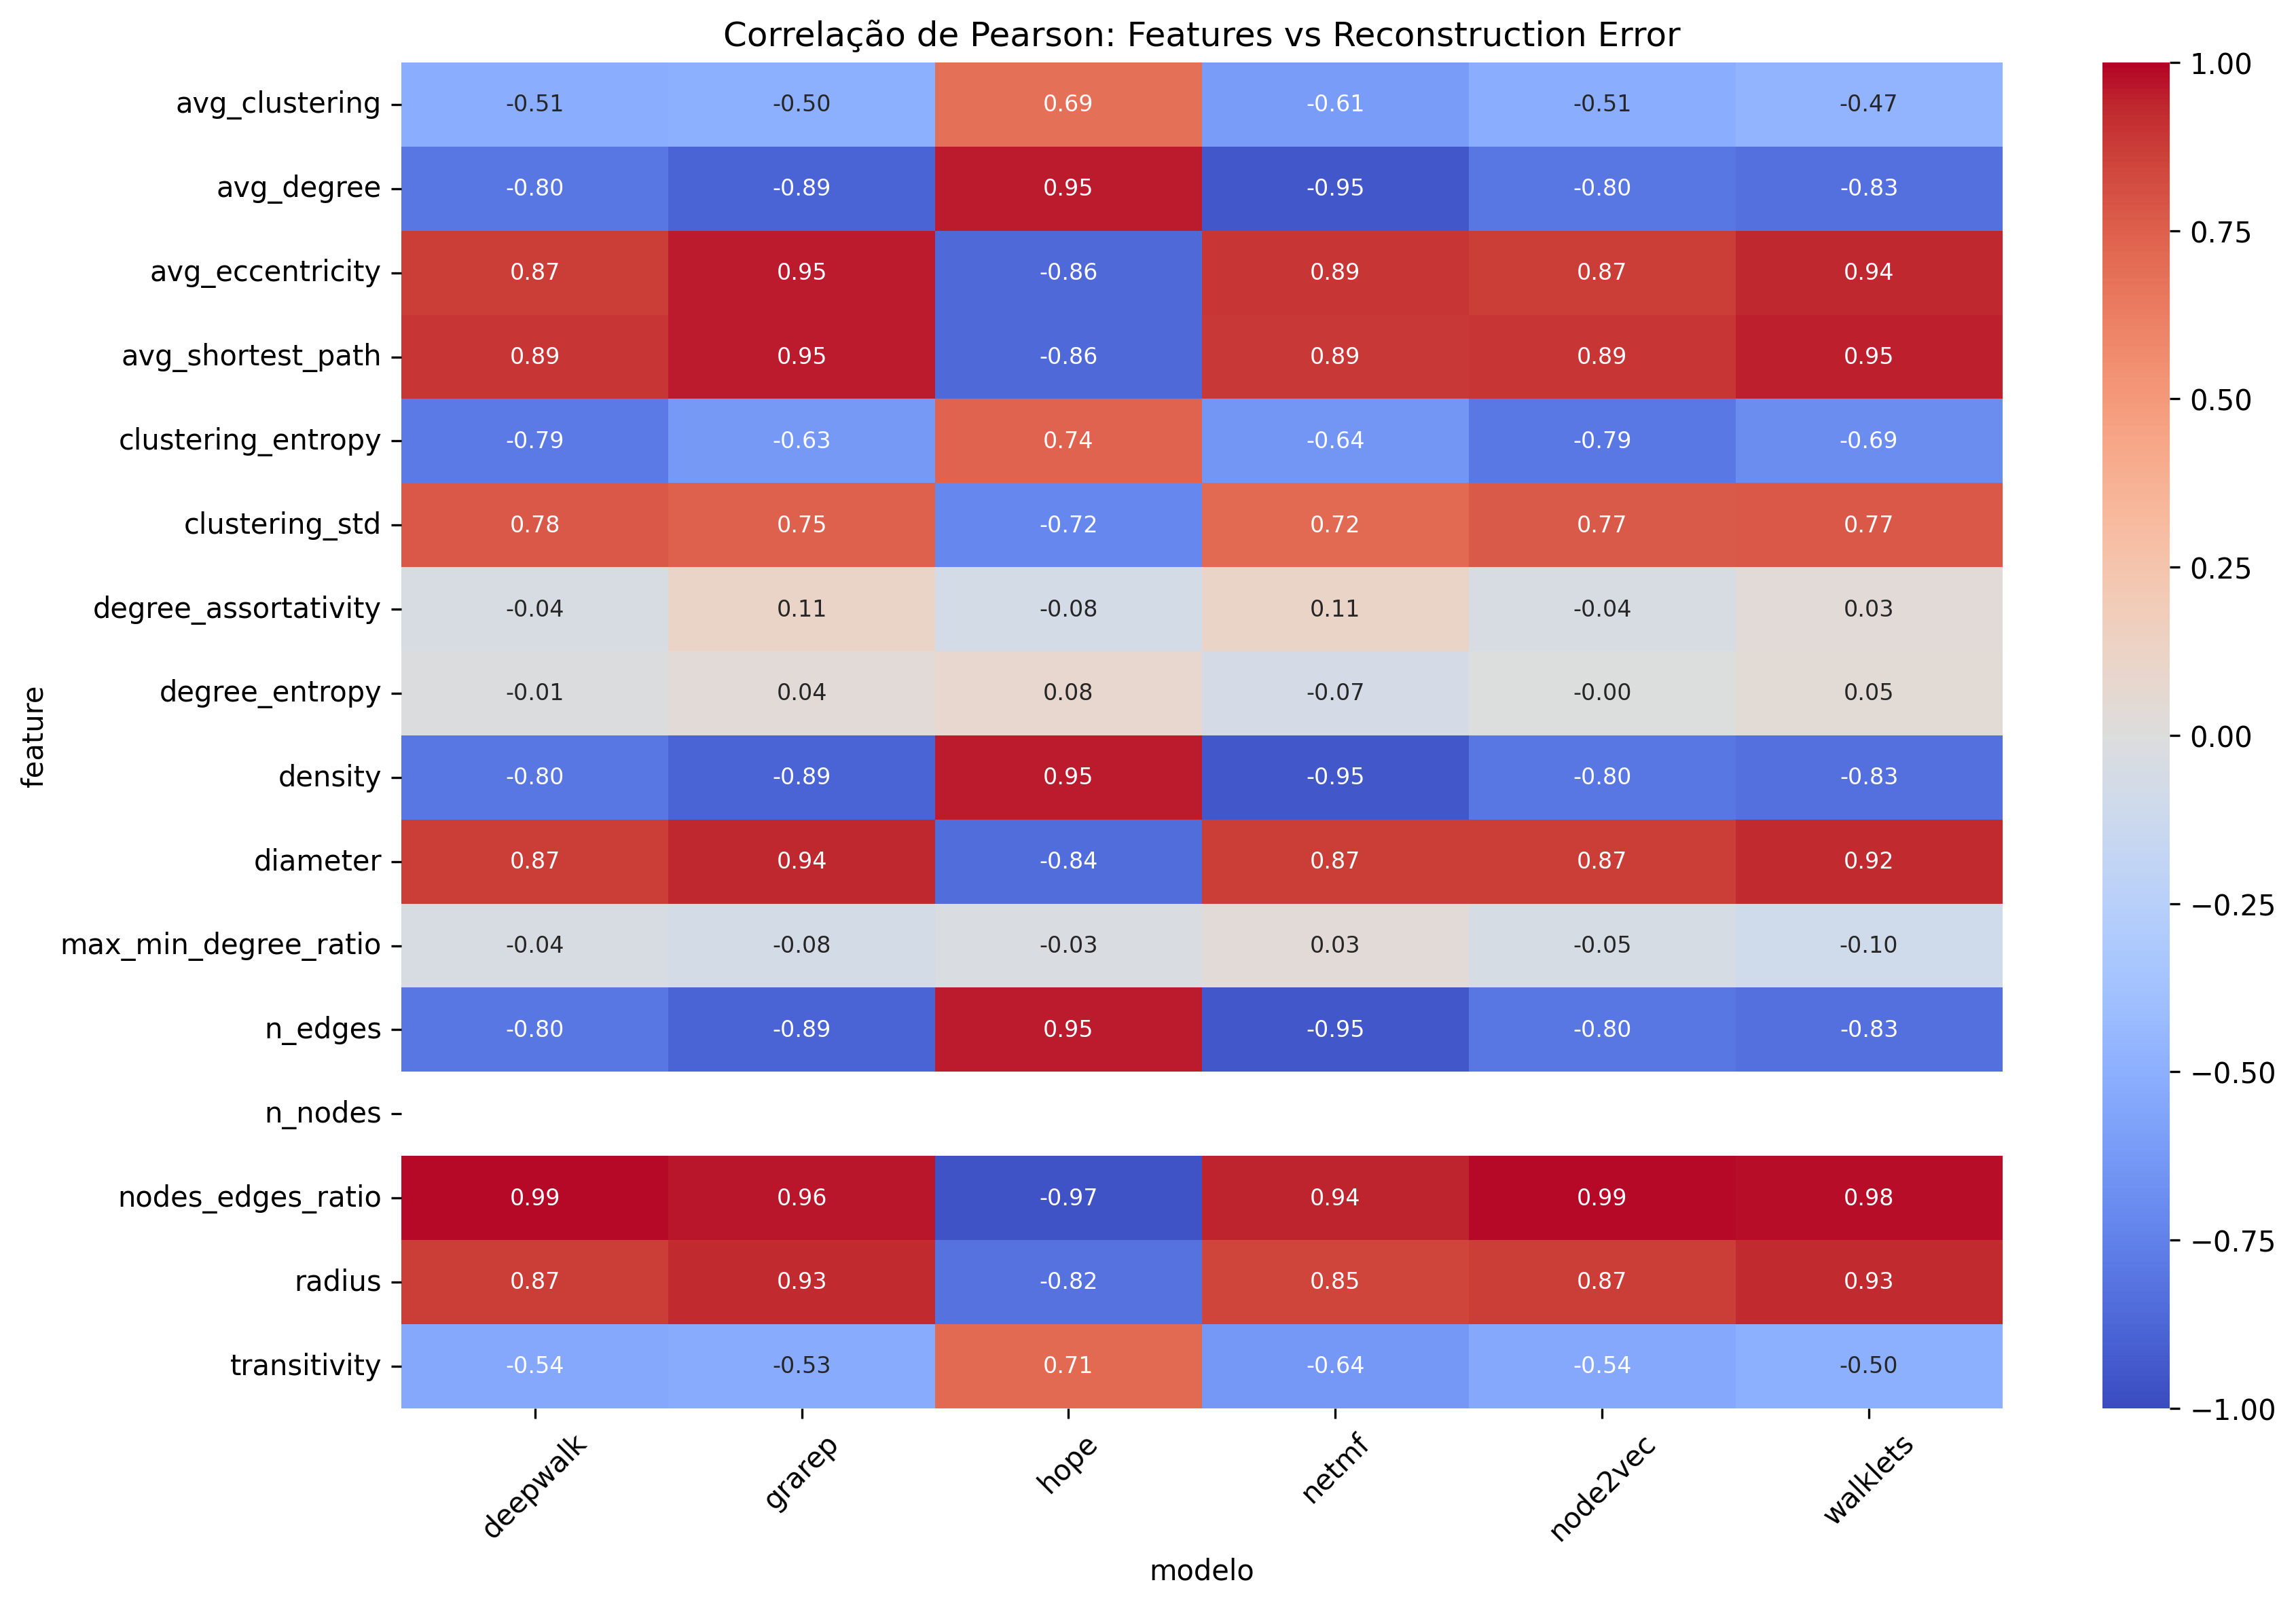 Correlação de Pearson: Features vs Reconstruction Error
feature
avg_clustering -0.51 -0.50 0.69 -0.61 -0.51 -0.47
avg_degree -0.80 -0.89 0.95 -0.95 -0.80 -0.83
avg_eccentricity 0.87 0.95 -0.86 0.89 0.87 0.94
avg_shortest_path 0.89 0.95 -0.86 0.89 0.89 0.95
clustering_entropy -0.79 -0.63 0.74 -0.64 -0.79 -0.69
clustering_std 0.78 0.75 -0.72 0.72 0.77 0.77
degree_assortativity -0.04 0.11 -0.08 0.11 -0.04 0.03
degree_entropy -0.01 0.04 0.08 -0.07 -0.00 0.05
density -0.80 -0.89 0.95 -0.95 -0.80 -0.83
diameter 0.87 0.94 -0.84 0.87 0.87 0.92
max_min_degree_ratio -0.04 -0.08 -0.03 0.03 -0.05 -0.10
n_edges -0.80 -0.89 0.95 -0.95 -0.80 -0.83
n_nodes
nodes_edges_ratio 0.99 0.96 -0.97 0.94 0.99 0.98
radius 0.87 0.93 -0.82 0.85 0.87 0.93
transitivity -0.54 -0.53 0.71 -0.64 -0.54 -0.50
deepwalk grarep hope netmf node2vec walklets
modelo
1.00
0.75
0.50
0.25
0.00
−0.25
−0.50
−0.75
−1.00